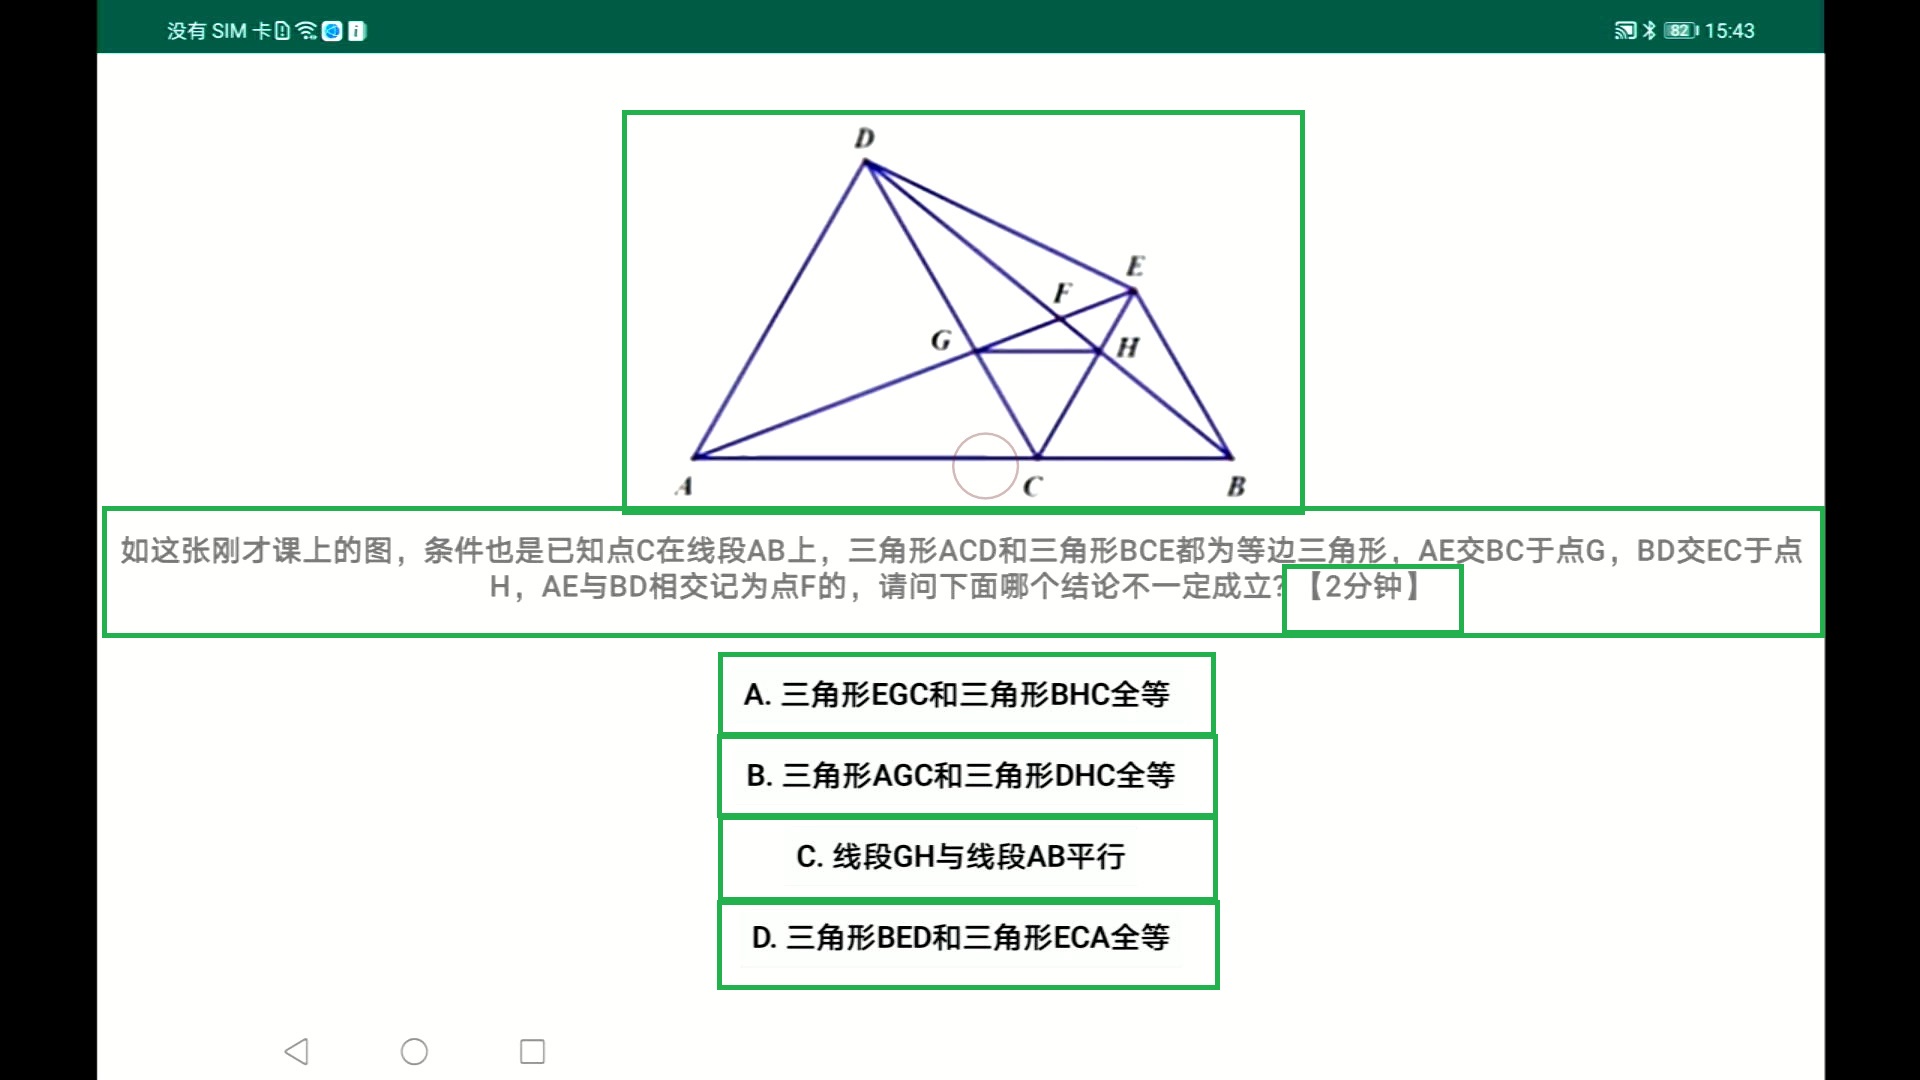 没有 SIM 卡
82 15:43
D
E
F
G
H
A
C
B
如这张刚才课上的图，条件也是已知点C在线段AB上，三角形ACD和三角形BCE都为等边三角形，AE交BC于点G，BD交EC于点
H，AE与BD相交记为点F的，请问下面哪个结论不一定成立?【2分钟】
A. 三角形EGC和三角形BHC全等
B. 三角形AGC和三角形DHC全等
C. 线段GH与线段AB平行
D. 三角形BED和三角形ECA全等